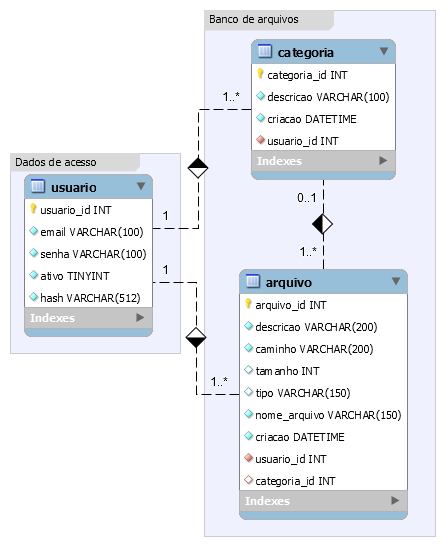 Banco de arquivos
categoria
categoria_id INT
descricao VARCHAR(100)
criacao DATETIME
usuario_id INT
Indexes
1..*
Dados de acesso
usuario
usuario_id INT
email VARCHAR(100)
senha VARCHAR(100)
ativo TINYINT
hash VARCHAR(512)
Indexes
1
1
0..1
1..*
1..*
arquivo
arquivo_id INT
descricao VARCHAR(200)
caminho VARCHAR(200)
tamanho INT
tipo VARCHAR(150)
nome_arquivo VARCHAR(150)
criacao DATETIME
usuario_id INT
categoria_id INT
Indexes